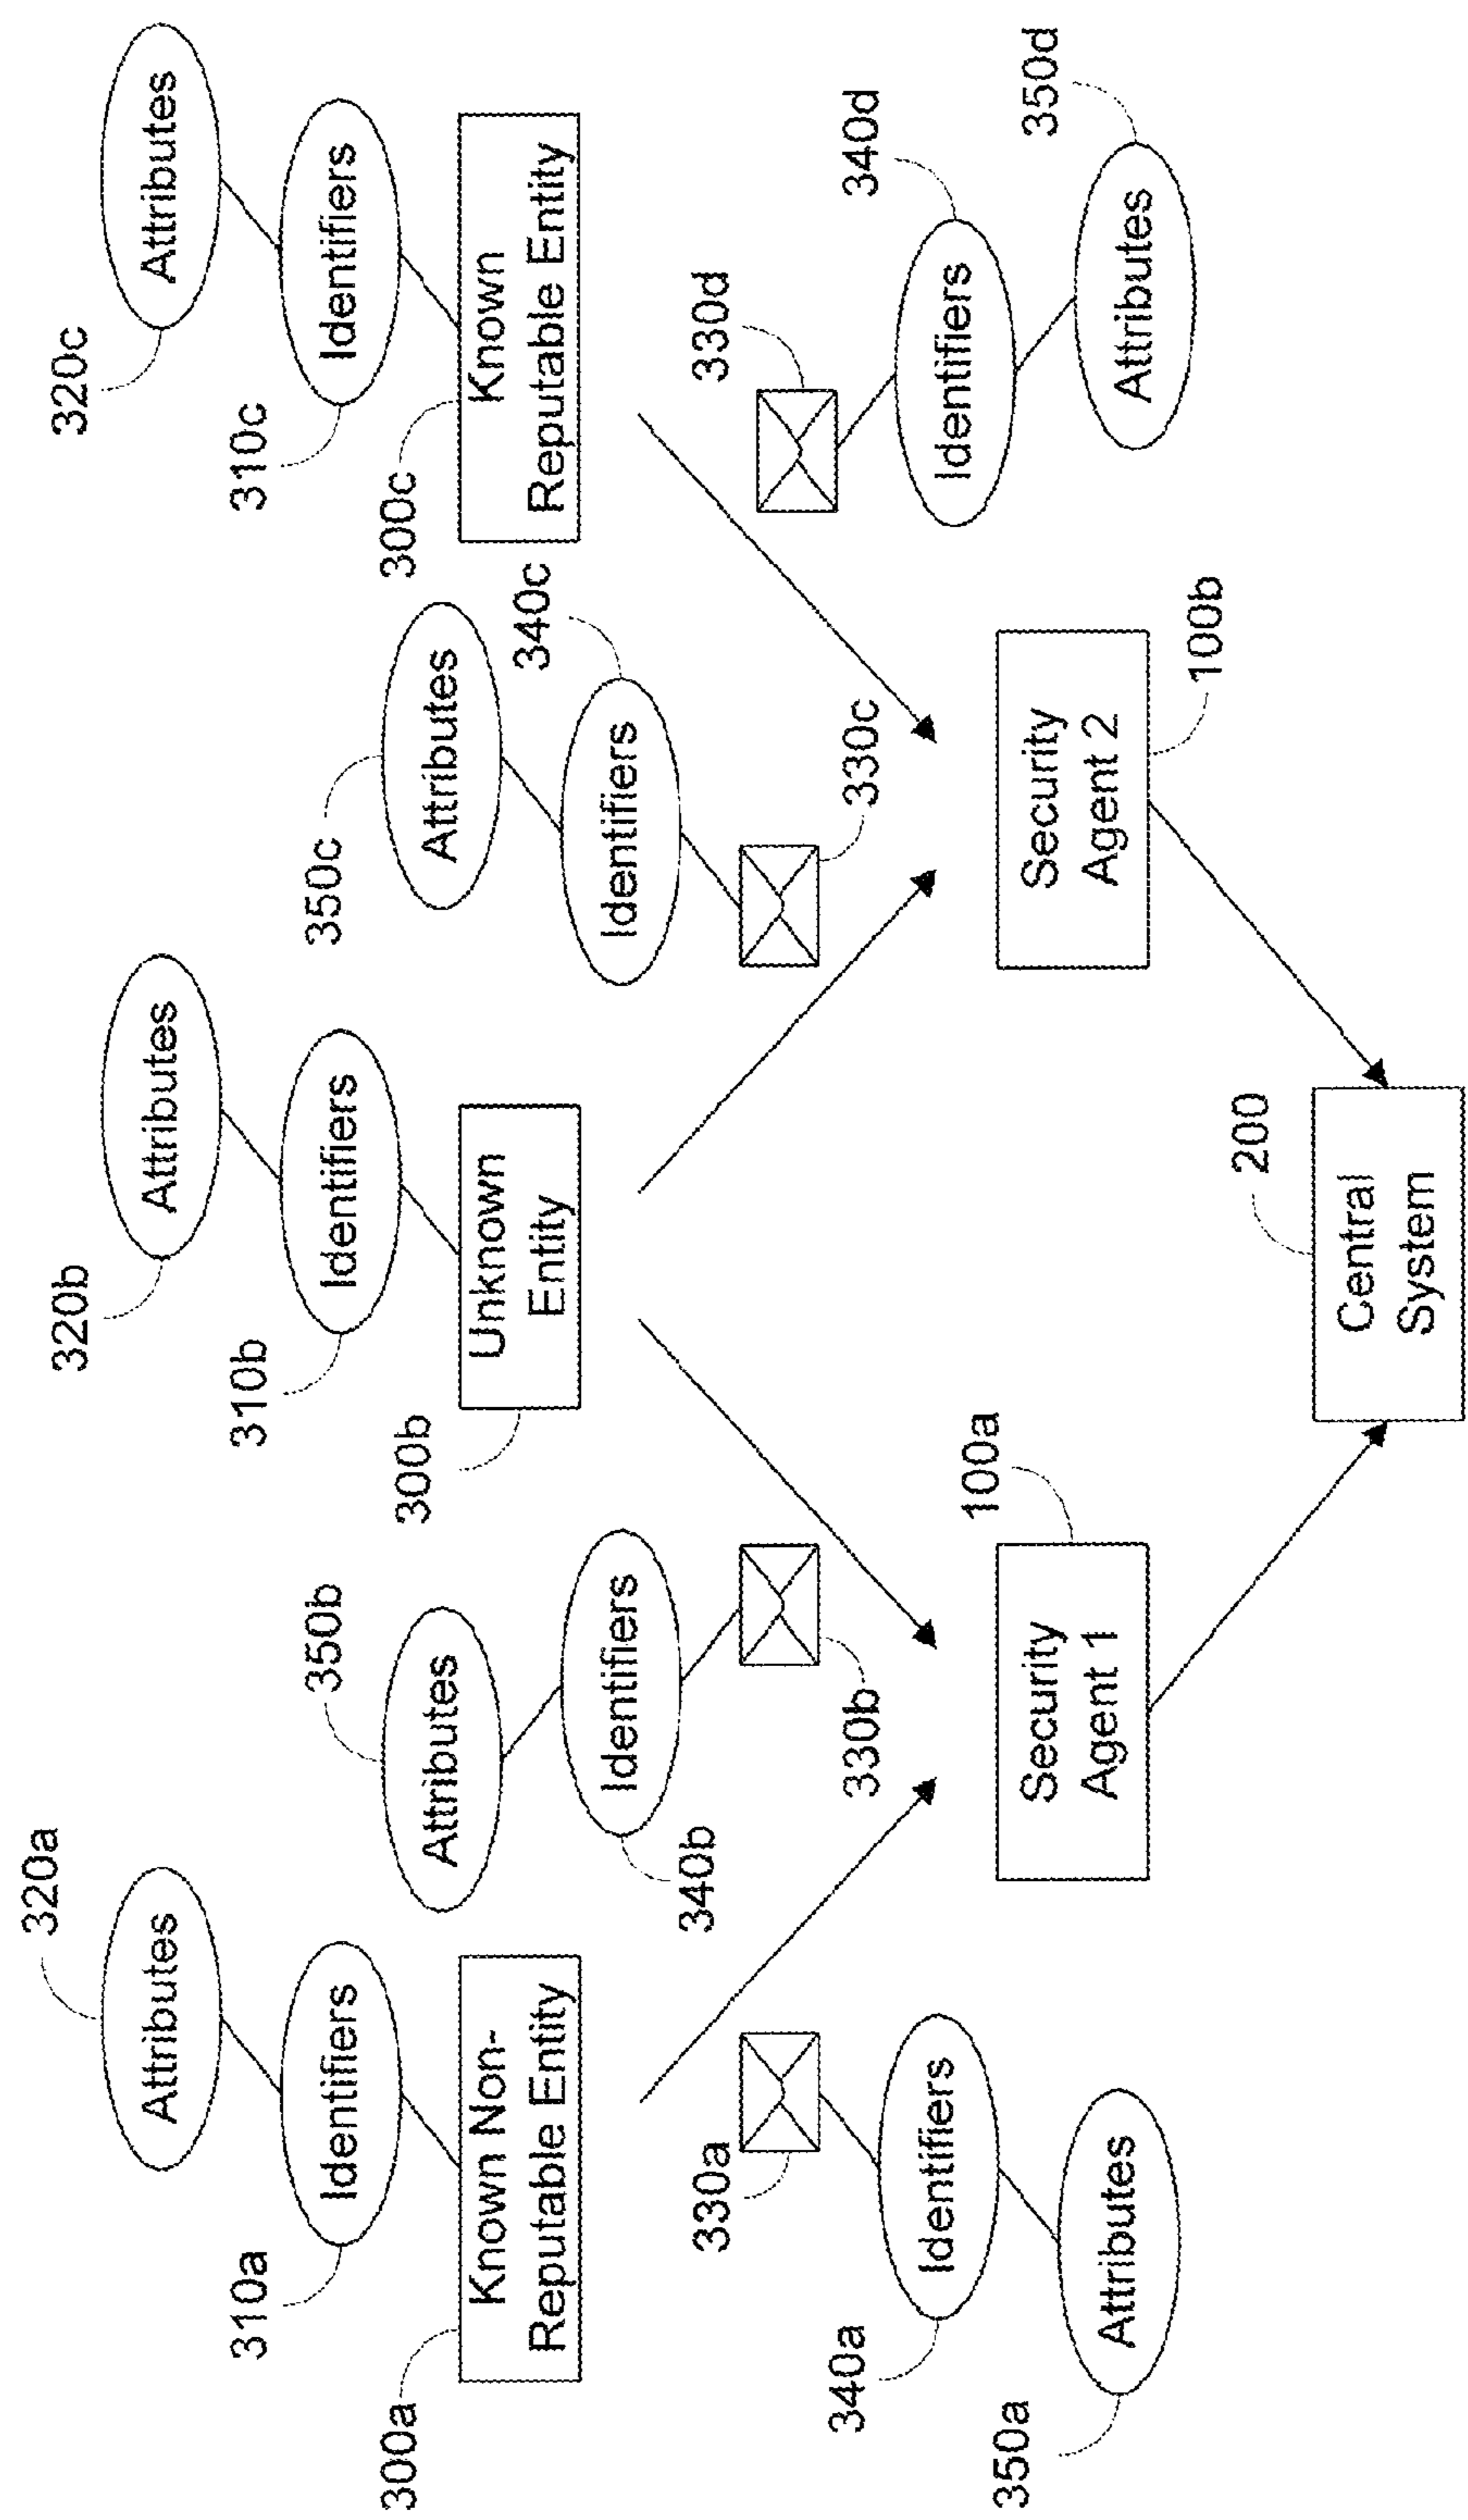 320a
Attributes
310a
Identifiers
300a
Known Non-
Reputable Entity
350b
Attributes
340b
Identifiers
330b
330a
340a
Identifiers
350a
Attributes
320b
Attributes
310b
Identifiers
300b
Unknown
Entity
350c
Attributes
340c
Identifiers
330c
320c
Attributes
310c
Identifiers
300c
Known
Reputable Entity
330d
340d
Identifiers
350d
Attributes
100a
Security
Agent 1
Security
Agent 2
100b
200
Central
System